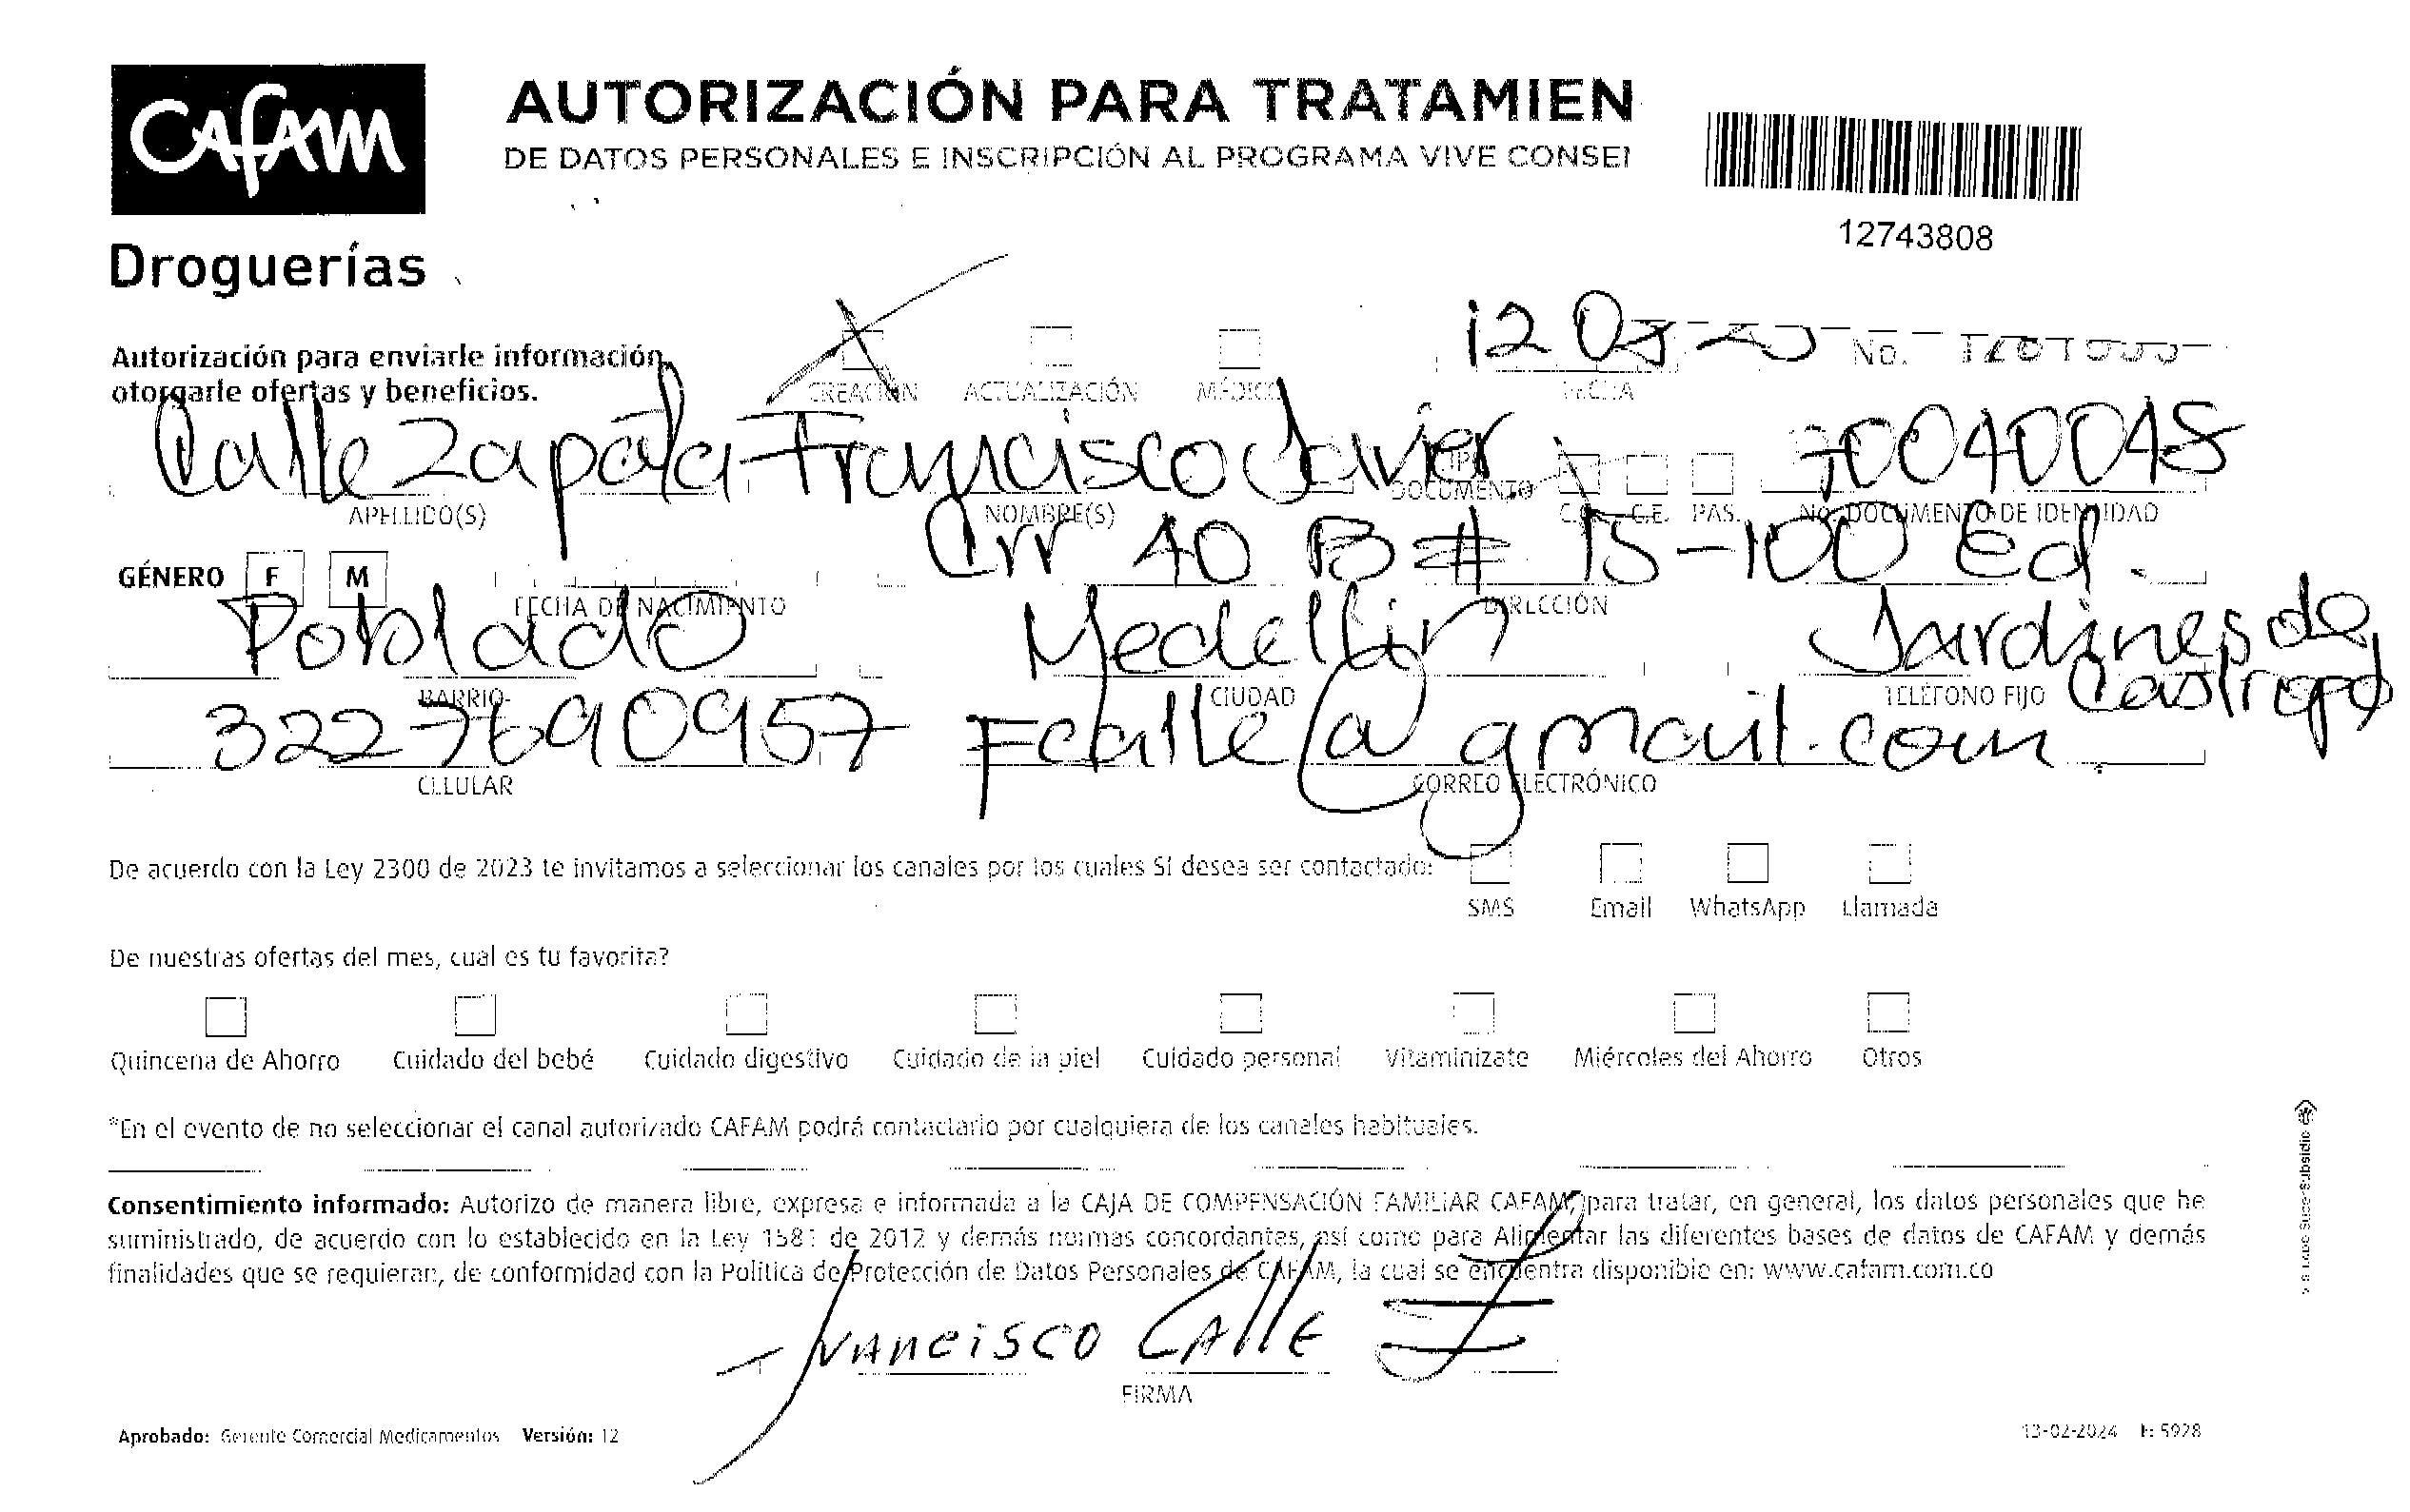 CAFAM
Droguerías
AUTORIZACIÓN PARA TRATAMIEN
DE DATOS PERSONALES E INSCRIPCIÓN AL PROGRAMA VIVE CONSEI
12743808
Autorización para enviarle información,
otorgarle ofertas y beneficios.
CREACIÓN ACTUALIZACIÓN MÉDICO
12 05 25 No.
FECHA
Calle Zapata Francisco Javier 70040045
APELLIDO(S) NOMBRE(S) TIPO DOCUMENTO C.C. C.E. PAS. No. DOCUMENTO DE IDENTIDAD
GÉNERO F M Crr 40 B # 15-100 Ed.
FECHA DE NACIMIENTO DIRECCIÓN
Poblado Medellin Jardines de
BARRIO CIUDAD TELÉFONO FIJO Castropol
3227690957 Fcalle@gmail.com
CELULAR CORREO ELECTRÓNICO
De acuerdo con la Ley 2300 de 2023 te invitamos a seleccionar los canales por los cuales SI desea ser contactado:
SMS Email WhatsApp Llamada
De nuestras ofertas del mes, cual es tu favorita?
Quincena de Ahorro Cuidado del bebé Cuidado digestivo Cuidado de la piel Cuidado personal Vitaminizate Miércoles del Ahorro Otros
*En el evento de no seleccionar el canal autorizado CAFAM podrá contactarlo por cualquiera de los canales habituales.
Consentimiento informado: Autorizo de manera libre, expresa e informada a la CAJA DE COMPENSACIÓN FAMILIAR CAFAM, para tratar, en general, los datos personales que he
suministrado, de acuerdo con lo establecido en la Ley 1581 de 2012 y demás normas concordantes, así como para Alimentar las diferentes bases de datos de CAFAM y demás
finalidades que se requieran, de conformidad con la Politica de Protección de Datos Personales de CAFAM, la cual se encuentra disponible en: www.cafam.com.co
Francisco Calle Z
FIRMA
Aprobado: Gerente Comercial Medicamentos Versión: 12
13-02-2024 F: 5928
SuperSubsidio